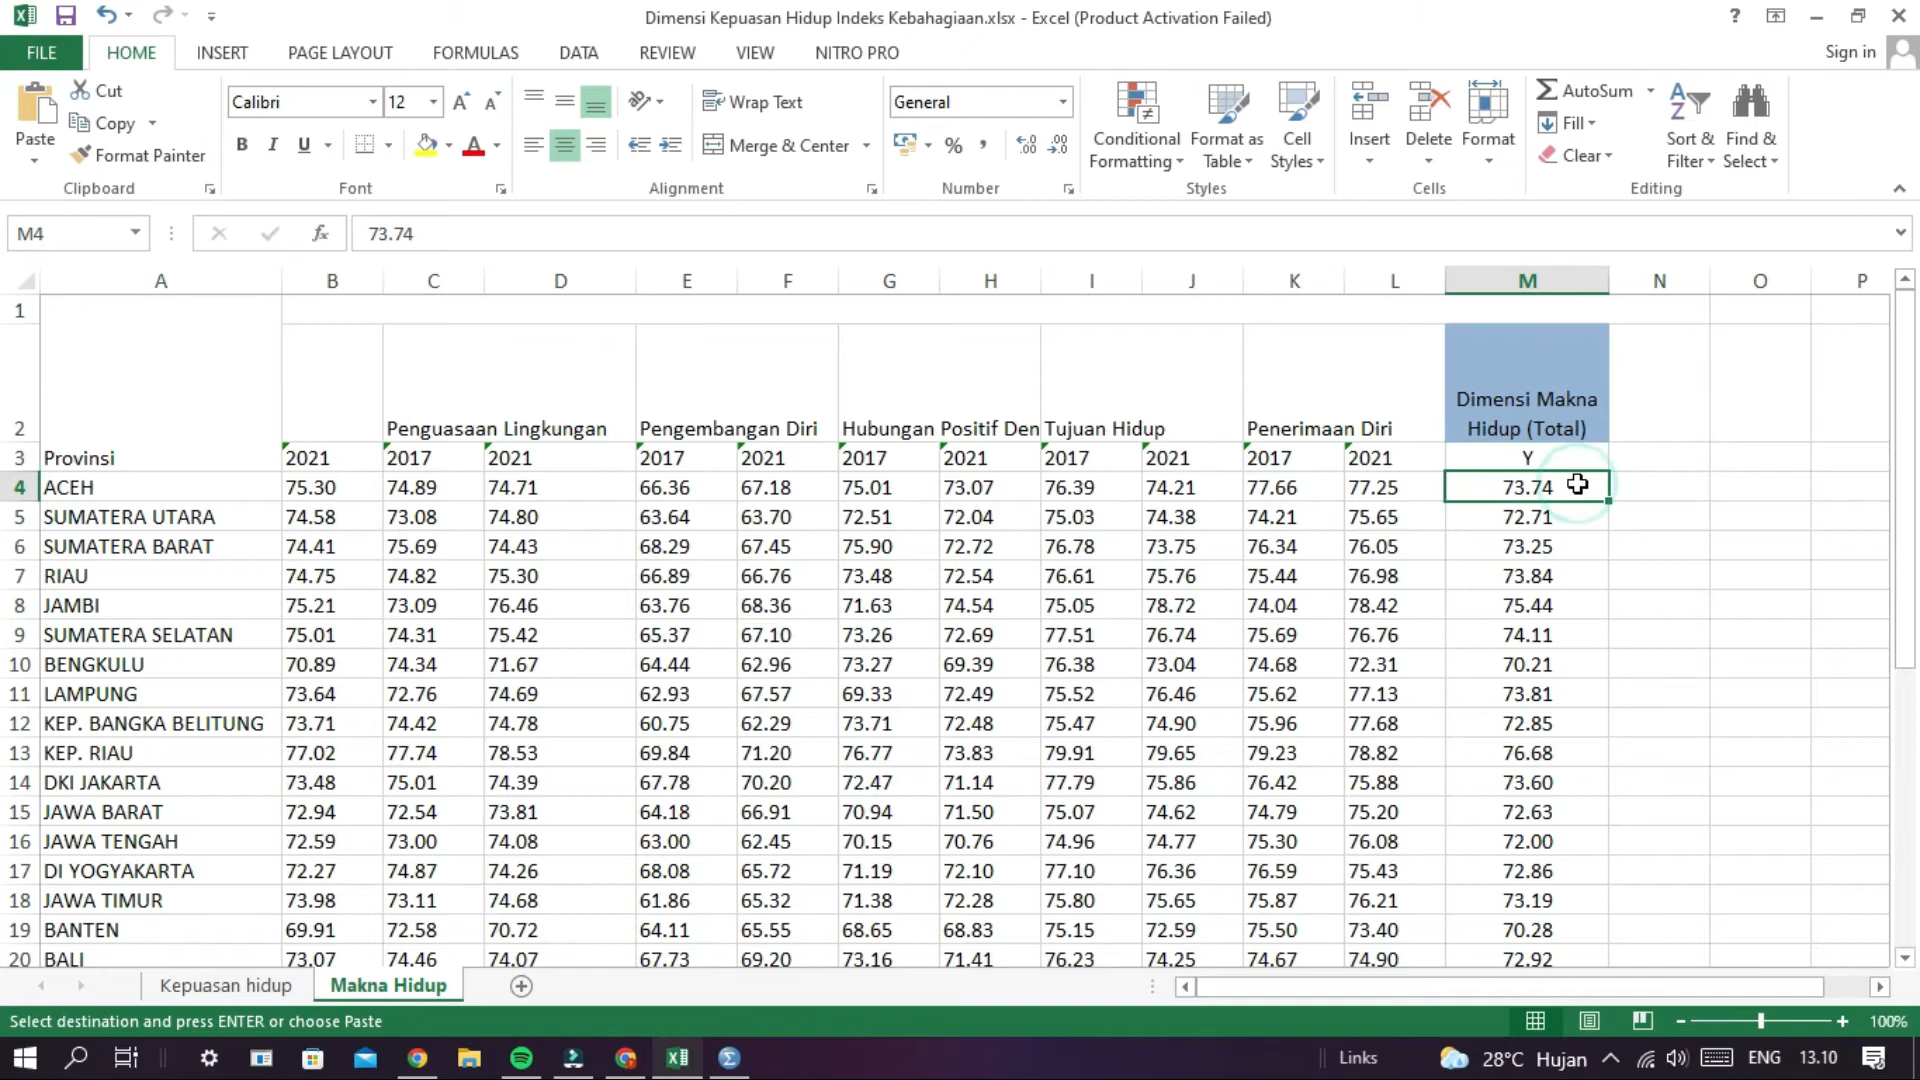 Dimensi Kepuasan Hidup Indeks Kebahagiaan.xlsx - Excel (Product Activation Failed)
?
FILE HOME INSERT PAGE LAYOUT FORMULAS DATA REVIEW VIEW NITRO PRO Sign in
Paste
Cut
Copy
Format Painter
Clipboard
Calibri 12
B I U A
Font
Wrap Text
Merge & Center
Alignment
General
%
Number
Conditional Formatting
Format as Table
Cell Styles
Styles
Insert
Delete
Format
Cells
AutoSum
Fill
Clear
Sort & Filter
Find & Select
Editing
M4 fx 73.74
A B C D E F G H I J K L M N O P
1
2 Penguasaan Lingkungan Pengembangan Diri Hubungan Positif Den Tujuan Hidup Penerimaan Diri Dimensi Makna Hidup (Total)
3 Provinsi 2021 2017 2021 2017 2021 2017 2021 2017 2021 2017 2021 Y
4 ACEH 75.30 74.89 74.71 66.36 67.18 75.01 73.07 76.39 74.21 77.66 77.25 73.74
5 SUMATERA UTARA 74.58 73.08 74.80 63.64 63.70 72.51 72.04 75.03 74.38 74.21 75.65 72.71
6 SUMATERA BARAT 74.41 75.69 74.43 68.29 67.45 75.90 72.72 76.78 73.75 76.34 76.05 73.25
7 RIAU 74.75 74.82 75.30 66.89 66.76 73.48 72.54 76.61 75.76 75.44 76.98 73.84
8 JAMBI 75.21 73.09 76.46 63.76 68.36 71.63 74.54 75.05 78.72 74.04 78.42 75.44
9 SUMATERA SELATAN 75.01 74.31 75.42 65.37 67.10 73.26 72.69 77.51 76.74 75.69 76.76 74.11
10 BENGKULU 70.89 74.34 71.67 64.44 62.96 73.27 69.39 76.38 73.04 74.68 72.31 70.21
11 LAMPUNG 73.64 72.76 74.69 62.93 67.57 69.33 72.49 75.52 76.46 75.62 77.13 73.81
12 KEP. BANGKA BELITUNG 73.71 74.42 74.78 60.75 62.29 73.71 72.48 75.47 74.90 75.96 77.68 72.85
13 KEP. RIAU 77.02 77.74 78.53 69.84 71.20 76.77 73.83 79.91 79.65 79.23 78.82 76.68
14 DKI JAKARTA 73.48 75.01 74.39 67.78 70.20 72.47 71.14 77.79 75.86 76.42 75.88 73.60
15 JAWA BARAT 72.94 72.54 73.81 64.18 66.91 70.94 71.50 75.07 74.62 74.79 75.20 72.63
16 JAWA TENGAH 72.59 73.00 74.08 63.00 62.45 70.15 70.76 74.96 74.77 75.30 76.08 72.00
17 DI YOGYAKARTA 72.27 74.87 74.26 68.08 65.72 71.19 72.10 77.10 76.36 76.59 75.43 72.86
18 JAWA TIMUR 73.98 73.11 74.68 61.86 65.32 71.38 72.28 75.80 75.65 75.87 76.21 73.19
19 BANTEN 69.91 72.58 70.72 64.11 65.55 68.65 68.83 75.15 72.59 75.50 73.40 70.28
20 BALI 73.07 74.46 74.07 67.73 69.20 73.16 71.41 76.23 74.25 74.67 74.90 72.92
Kepuasan hidup Makna Hidup
Select destination and press ENTER or choose Paste 100%
Links 28°C Hujan ENG 13.10